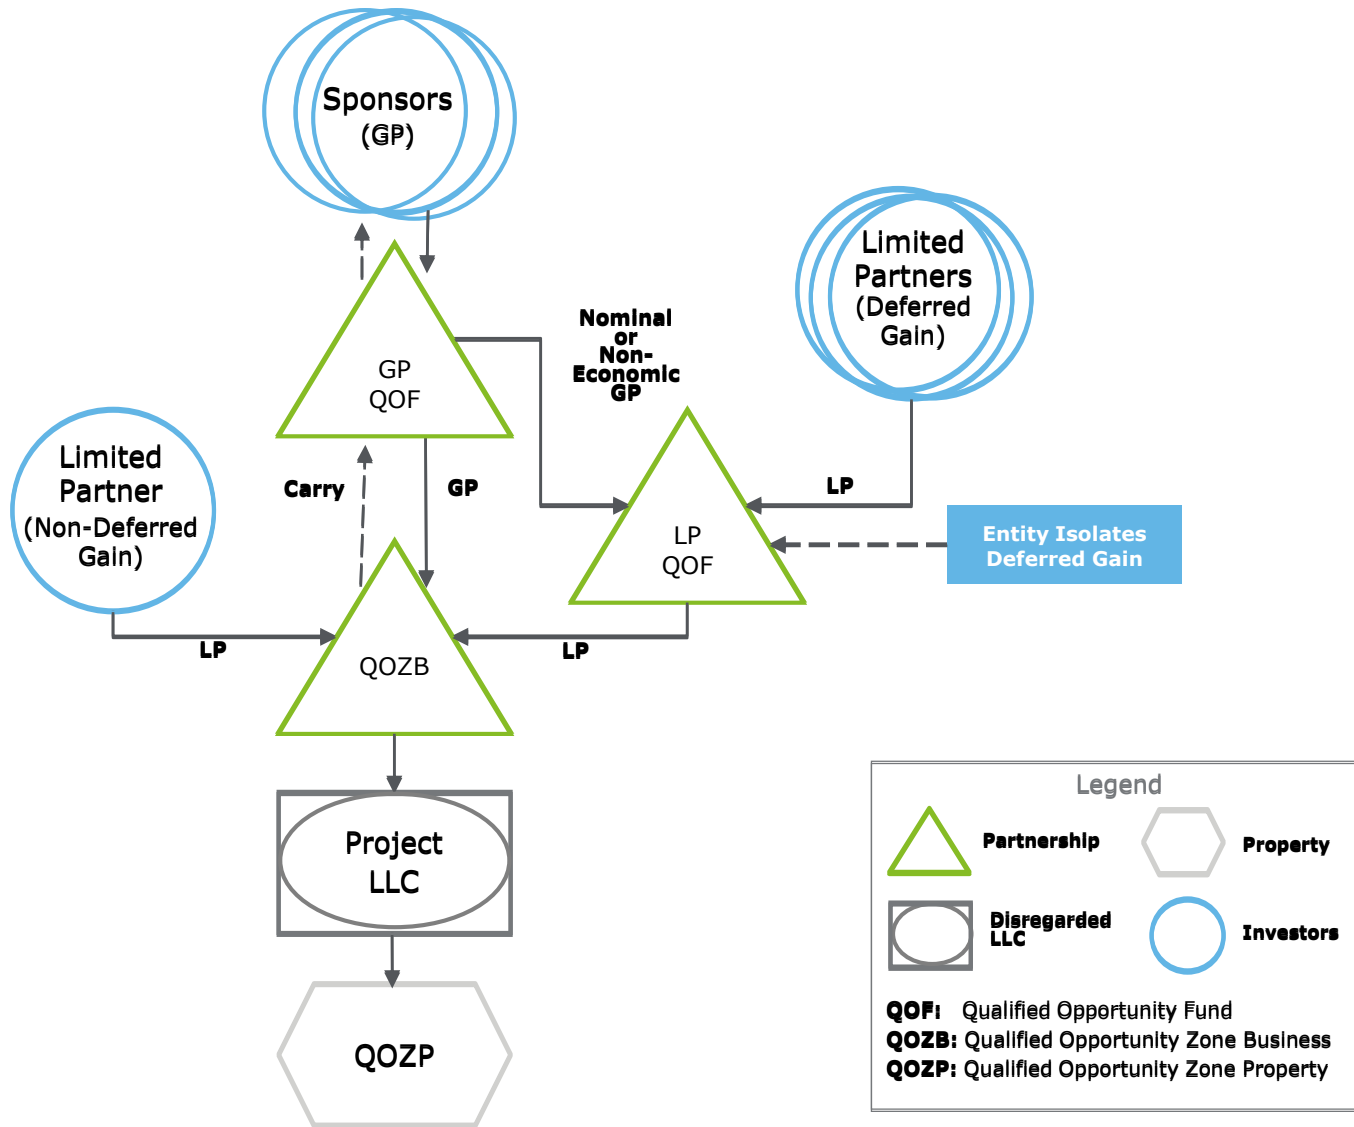 Sponsors
(GP)
Limited
Partners
(Deferred
Gain)
Nominal
or
Non-
Economic
GP
GP
QOF
Limited
Partner
(Non-Deferred
Gain)
Carry
GP
LP
LP
QOF
Entity Isolates
Deferred Gain
LP
LP
QOZB
Project
LLC
QOZP
Legend
Partnership
Property
Disregarded
LLC
Investors
QOF: Qualified Opportunity Fund
QOZB: Qualified Opportunity Zone Business
QOZP: Qualified Opportunity Zone Property